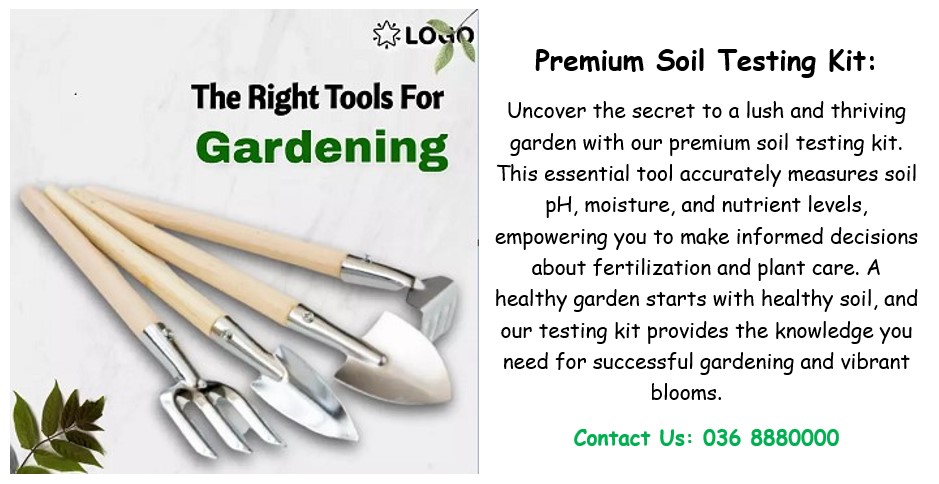 LOGO
The Right Tools For
Gardening
Premium Soil Testing Kit:
Uncover the secret to a lush and thriving
garden with our premium soil testing kit.
This essential tool accurately measures soil
pH, moisture, and nutrient levels,
empowering you to make informed decisions
about fertilization and plant care. A
healthy garden starts with healthy soil, and
our testing kit provides the knowledge you
need for successful gardening and vibrant
blooms.
Contact Us: 036 8880000